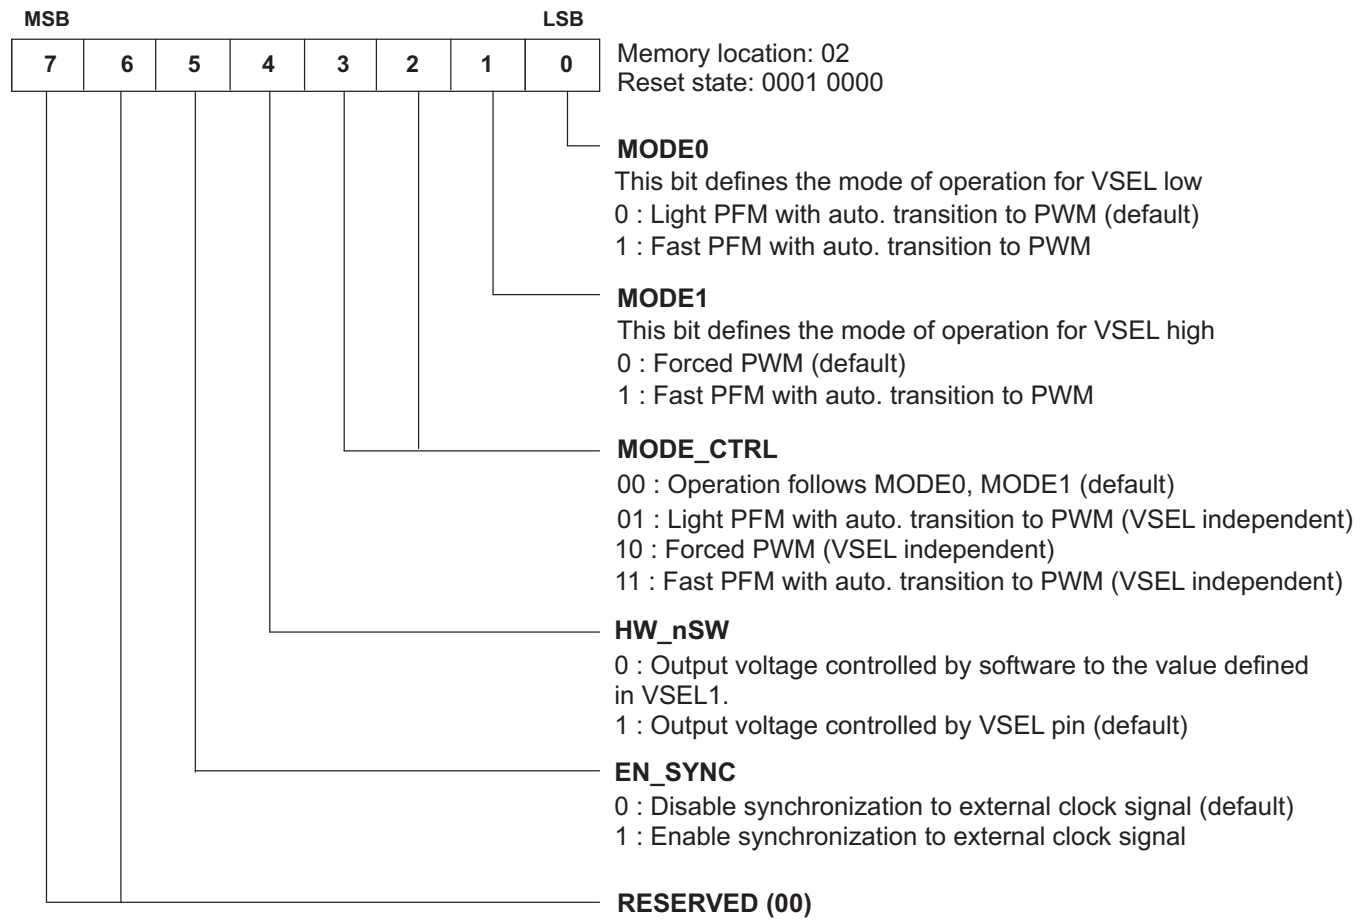 MSB LSB
7 6 5 4 3 2 1 0
Memory location: 02
Reset state: 0001 0000
MODE0
This bit defines the mode of operation for VSEL low
0 : Light PFM with auto. transition to PWM (default)
1 : Fast PFM with auto. transition to PWM
MODE1
This bit defines the mode of operation for VSEL high
0 : Forced PWM (default)
1 : Fast PFM with auto. transition to PWM
MODE_CTRL
00 : Operation follows MODE0, MODE1 (default)
01 : Light PFM with auto. transition to PWM (VSEL independent)
10 : Forced PWM (VSEL independent)
11 : Fast PFM with auto. transition to PWM (VSEL independent)
HW_nSW
0 : Output voltage controlled by software to the value defined
in VSEL1.
1 : Output voltage controlled by VSEL pin (default)
EN_SYNC
0 : Disable synchronization to external clock signal (default)
1 : Enable synchronization to external clock signal
RESERVED (00)